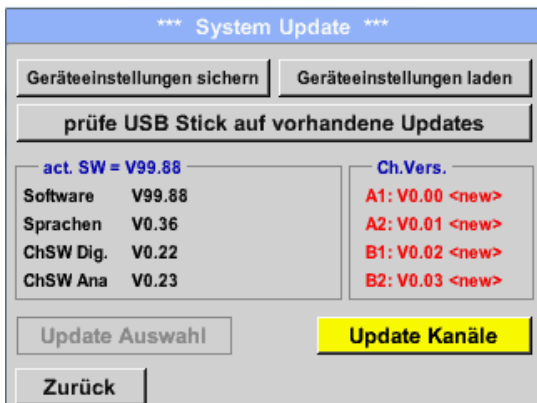 *** System Update ***
Geräteeinstellungen sichern Geräteeinstellungen laden
prüfe USB Stick auf vorhandene Updates
act. SW = V99.88
Software V99.88
Sprachen V0.36
ChSW Dig. V0.22
ChSW Ana V0.23
Ch.Vers.
A1: V0.00 <new>
A2: V0.01 <new>
B1: V0.02 <new>
B2: V0.03 <new>
Update Auswahl Update Kanäle
Zurück